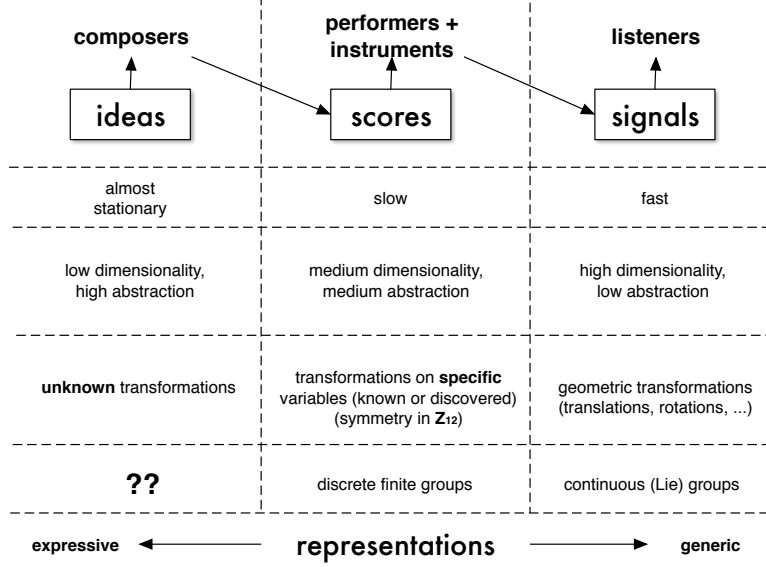 composers
performers +
instruments
listeners
ideas
scores
signals
almost
stationary
slow
fast
low dimensionality,
high abstraction
medium dimensionality,
medium abstraction
high dimensionality,
low abstraction
unknown transformations
transformations on specific
variables (known or discovered)
(symmetry in Z12)
geometric transformations
(translations, rotations, ...)
??
discrete finite groups
continuous (Lie) groups
expressive
representations
generic